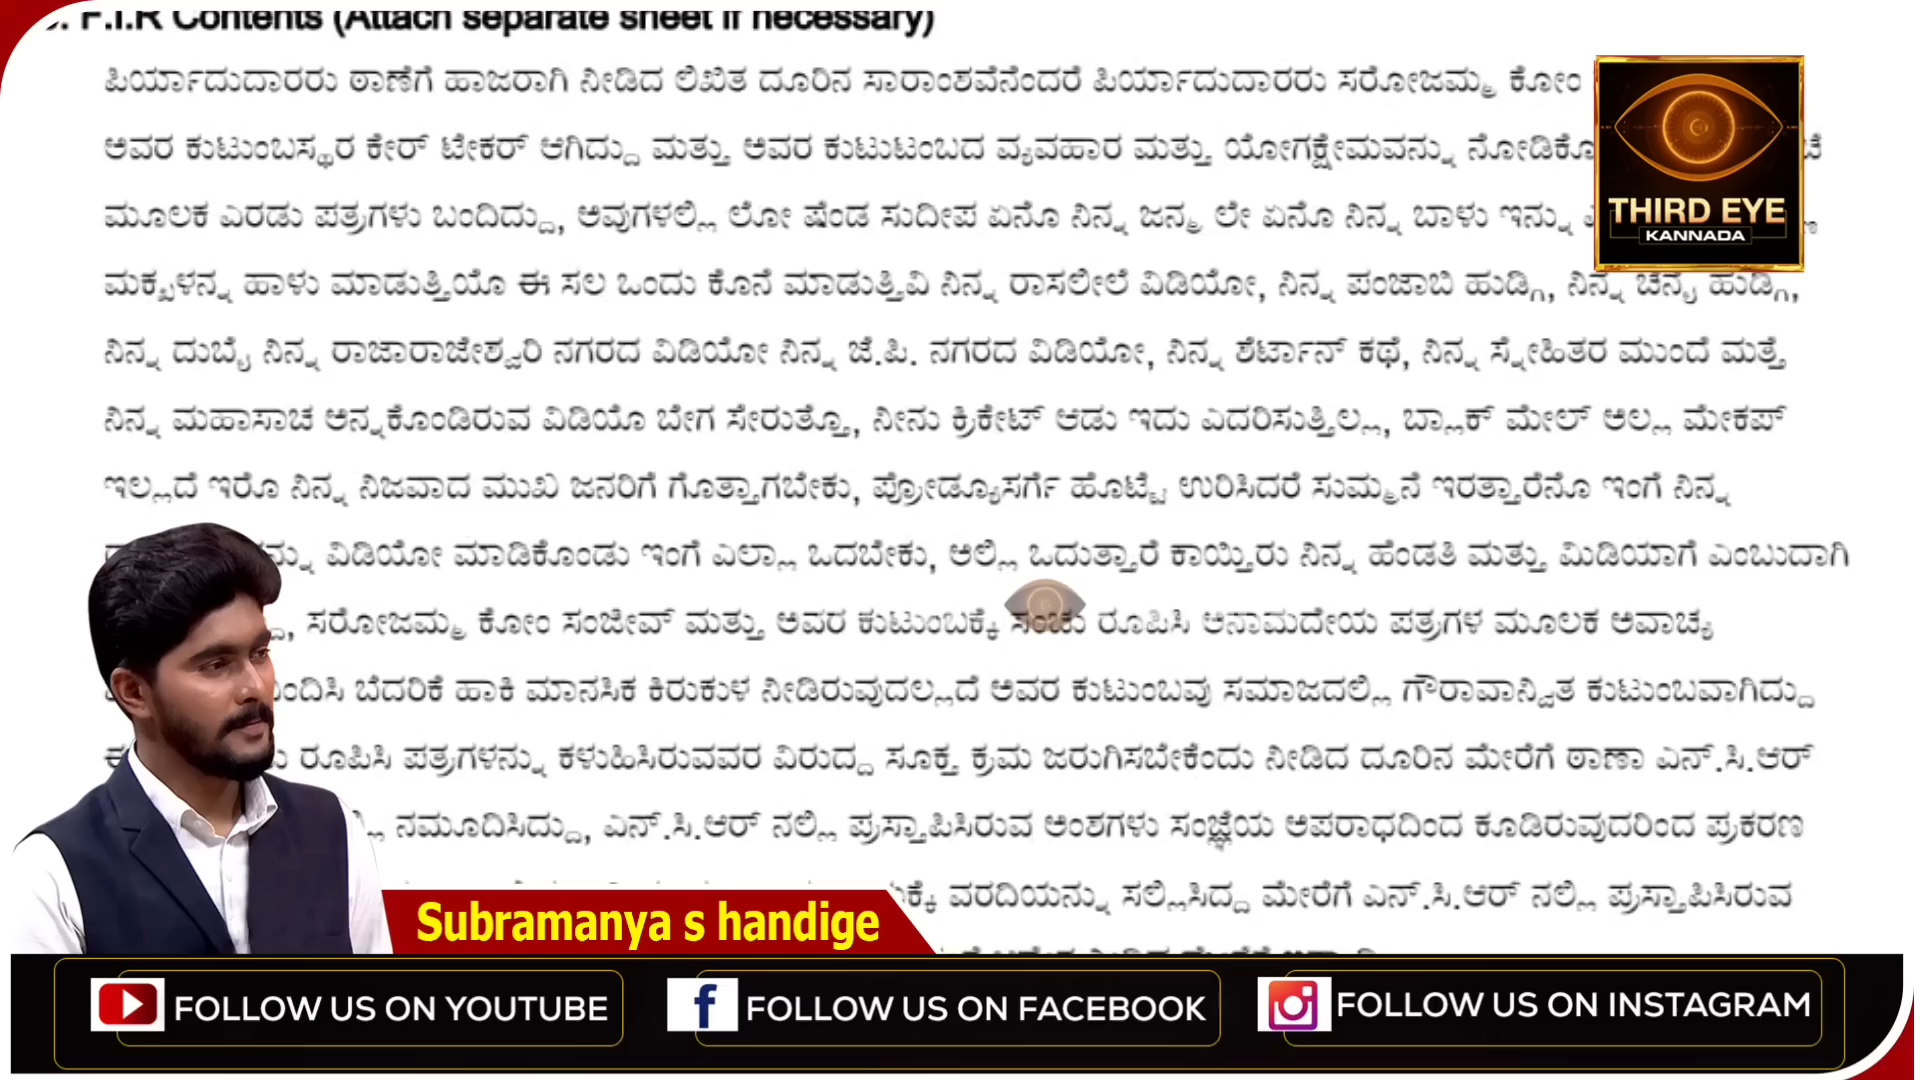 F.I.R Contents (Attach separate sheet if necessary)
ಪಿರ್ಯಾದುದಾರರು ಠಾಣೆಗೆ ಹಾಜರಾಗಿ ನೀಡಿದ ಲಿಖಿತ ದೂರಿನ ಸಾರಾಂಶವೆನೆಂದರೆ ಪಿರ್ಯಾದುದಾರರು ಸರೋಜಮ್ಮ ಕೋಂ
ಅವರ ಕುಟುಂಬಸ್ಥರ ಕೇರ್ ಟೇಕರ್ ಆಗಿದ್ದು ಮತ್ತು ಅವರ ಕುಟುಟಂಬದ ವ್ಯವಹಾರ ಮತ್ತು ಯೋಗಕ್ಷೇಮವನ್ನು
ಮೂಲಕ ಎರಡು ಪತ್ರಗಳು ಬಂದಿದ್ದು, ಅವುಗಳಲ್ಲಿ ಲೋ ಷೆಂಡ ಸುದೀಪ ಏನೊ ನಿನ್ನ ಜನ್ಮ ಲೇ ಏನೊ ನಿನ್ನ ಬಾಳು ಇನ್ನು
ಮಕ್ಖಳನ್ನ ಹಾಳು ಮಾಡುತ್ತಿಯೊ ಈ ಸಲ ಒಂದು ಕೊನೆ ಮಾಡುತ್ತಿವಿ ನಿನ್ನ ರಾಸಲೀಲೆ ವಿಡಿಯೋ, ನಿನ್ನ ಪಂಜಾಬಿ ಹುಡ್ಗಿ, ನಿನ್ನ ಚನೈ ಹುಡ್ಗಿ,
ನಿನ್ನ ದುಬೈ ನಿನ್ನ ರಾಜಾರಾಜೇಶ್ವರಿ ನಗರದ ವಿಡಿಯೋ ನಿನ್ನ ಜೆ.ಪಿ. ನಗರದ ವಿಡಿಯೋ, ನಿನ್ನ ಶೆರ್ಟಾನ್ ಕಥೆ, ನಿನ್ನ ಸ್ನೇಹಿತರ ಮುಂದೆ ಮತ್ತೆ
ನಿನ್ನ ಮಹಾಸಾಚ ಅನ್ನಕೊಂಡಿರುವ ವಿಡಿಯೊ ಬೇಗ ಸೇರುತ್ತೊ, ನೀನು ಕ್ರಿಕೇಟ್ ಆಡು ಇದು ಎದರಿಸುತ್ತಿಲ್ಲ, ಬ್ಲಾಕ್ ಮೇಲ್ ಅಲ್ಲ ಮೇಕಪ್
ಇಲ್ಲದೆ ಇರೊ ನಿನ್ನ ನಿಜವಾದ ಮುಖ ಜನರಿಗೆ ಗೊತ್ತಾಗಬೇಕು, ಪ್ರೋಡ್ಯೂಸರ್ಗೆ ಹೊಟ್ಟೆ ಉರಿಸಿದರೆ ಸುಮ್ಮನೆ ಇರತ್ತಾರೆನೊ ಇಂಗೆ ನಿನ್ನ
ವಿಡಿಯೋ ಮಾಡಿಕೊಂಡು ಇಂಗೆ ಎಲ್ಲಾ ಒದಬೇಕು, ಅಲ್ಲಿ ಒದುತ್ತಾರೆ ಕಾಯ್ತಿರು ನಿನ್ನ ಹೆಂಡತಿ ಮತ್ತು ಮಿಡಿಯಾಗೆ ಎಂಬುದಾಗಿ
ಸರೋಜಮ್ಮ ಕೋಂ ಸಂಜೀವ್ ಮತ್ತು ಅವರ ಕುಟುಂಬಕ್ಕೆ ಸಂಚು ರೂಪಿಸಿ ಅನಾಮದೇಯ ಪತ್ರಗಳ ಮೂಲಕ ಅವಾಚ್ಯ
ಬೆದರಿಕೆ ಹಾಕಿ ಮಾನಸಿಕ ಕಿರುಕುಳ ನೀಡಿರುವುದಲ್ಲದೆ ಅವರ ಕುಟುಂಬವು ಸಮಾಜದಲ್ಲಿ ಗೌರಾವಾನ್ವಿತ ಕುಟುಂಬವಾಗಿದ್ದು
ರೂಪಿಸಿ ಪತ್ರಗಳನ್ನು ಕಳುಹಿಸಿರುವವರ ವಿರುದ್ದ ಸೂಕ್ತ ಕ್ರಮ ಜರುಗಿಸಬೇಕೆಂದು ನೀಡಿದ ದೂರಿನ ಮೇರೆಗೆ ಠಾಣಾ ಎನ್.ಸಿ.ಆರ್
ನಮೂದಿಸಿದ್ದು, ಎನ್.ಸಿ.ಆರ್ ನಲ್ಲಿ ಪ್ರಸ್ತಾಪಿಸಿರುವ ಅಂಶಗಳು ಸಂಜ್ಞೆಯ ಅಪರಾಧದಿಂದ ಕೂಡಿರುವುದರಿಂದ ಪ್ರಕರಣ
ವರದಿಯನ್ನು ಸಲ್ಲಿಸಿದ್ದ ಮೇರೆಗೆ ಎನ್.ಸಿ.ಆರ್ ನಲ್ಲಿ ಪ್ರಸ್ತಾಪಿಸಿರುವ
THIRD EYE
KANNADA
Subramanya s handige
FOLLOW US ON YOUTUBE
FOLLOW US ON FACEBOOK
FOLLOW US ON INSTAGRAM